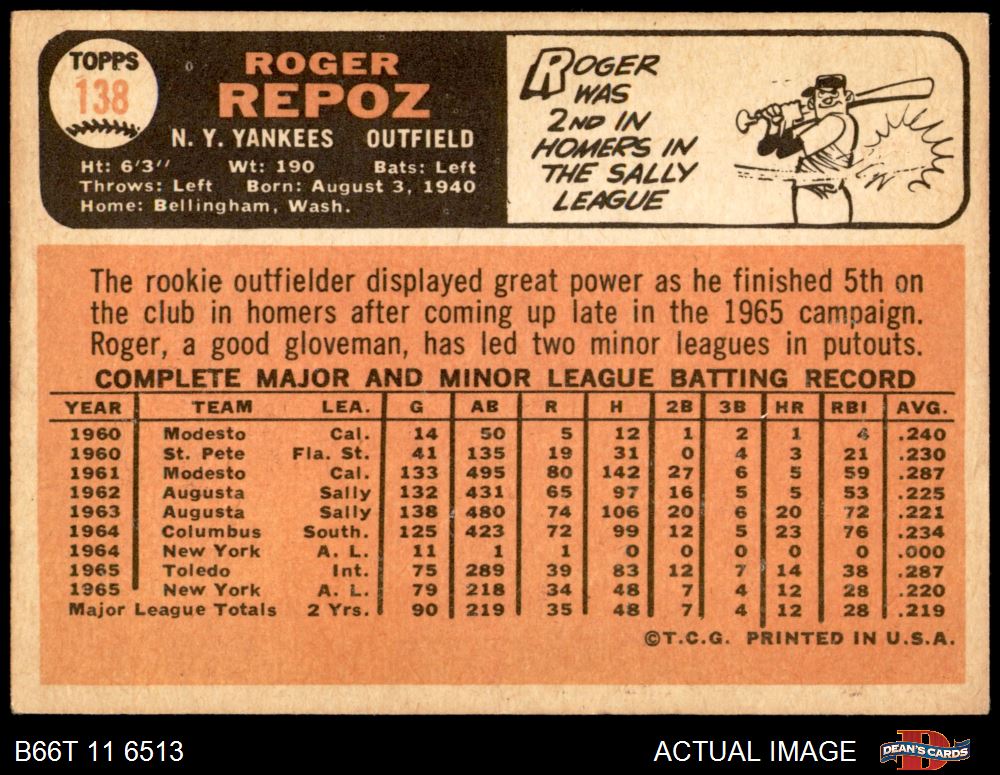 TOPPS
138
ROGER
REPOZ
N. Y. YANKEES OUTFIELD
Ht: 6'3" Wt: 190 Bats: Left
Throws: Left Born: August 3, 1940
Home: Bellingham, Wash.
ROGER
WAS
2ND IN
HOMERS IN
THE SALLY
LEAGUE
The rookie outfielder displayed great power as he finished 5th on
the club in homers after coming up late in the 1965 campaign.
Roger, a good gloveman, has led two minor leagues in putouts.
COMPLETE MAJOR AND MINOR LEAGUE BATTING RECORD
YEAR TEAM LEA. G AB R H 2B 3B HR RBI AVG.
1960 Modesto Cal. 14 50 5 12 1 2 1 4 .240
1960 St. Pete Fla. St. 41 135 19 31 0 4 3 21 .230
1961 Modesto Cal. 133 495 80 142 27 6 5 59 .287
1962 Augusta Sally 132 431 65 97 16 5 5 53 .225
1963 Augusta Sally 138 480 74 106 20 6 20 72 .221
1964 Columbus South. 125 423 72 99 12 5 23 76 .234
1964 New York A. L. 11 1 1 0 0 0 0 0 .000
1965 Toledo Int. 75 289 39 83 12 7 14 38 .287
1965 New York A. L. 79 218 34 48 7 4 12 28 .220
Major League Totals 2 Yrs. 90 219 35 48 7 4 12 28 .219
©T.C.G. PRINTED IN U.S.A.
B66T 11 6513 ACTUAL IMAGE DEAN'S CARDS